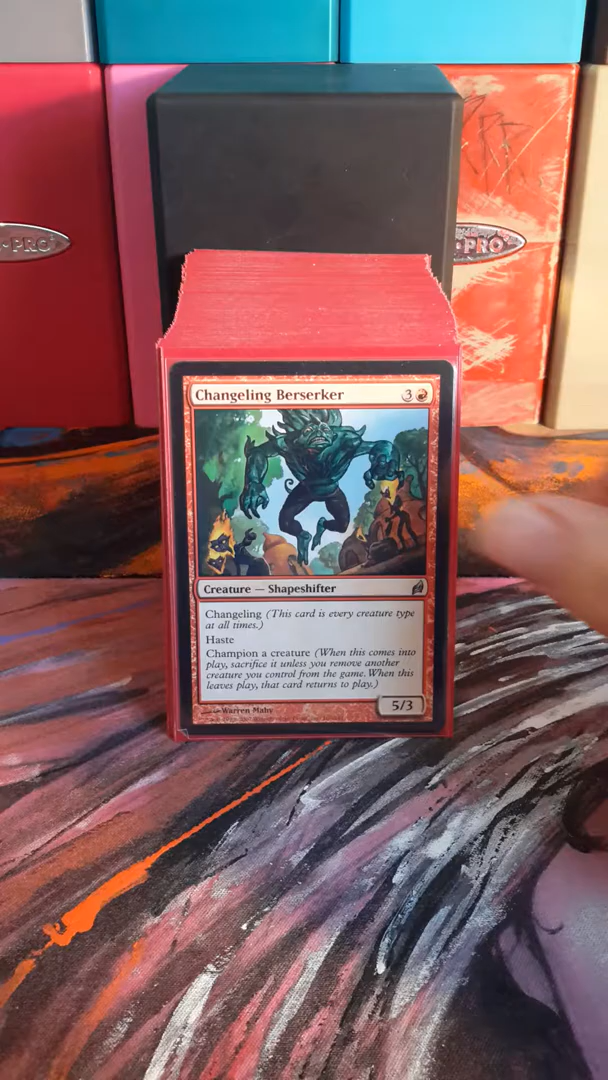 ·PRO
PRO
Changeling Berserker 3
Creature — Shapeshifter
Changeling (This card is every creature type
at all times.)
Haste
Champion a creature (When this comes into
play, sacrifice it unless you remove another
creature you control from the game. When this
leaves play, that card returns to play.)
5/3
Warren Mahy